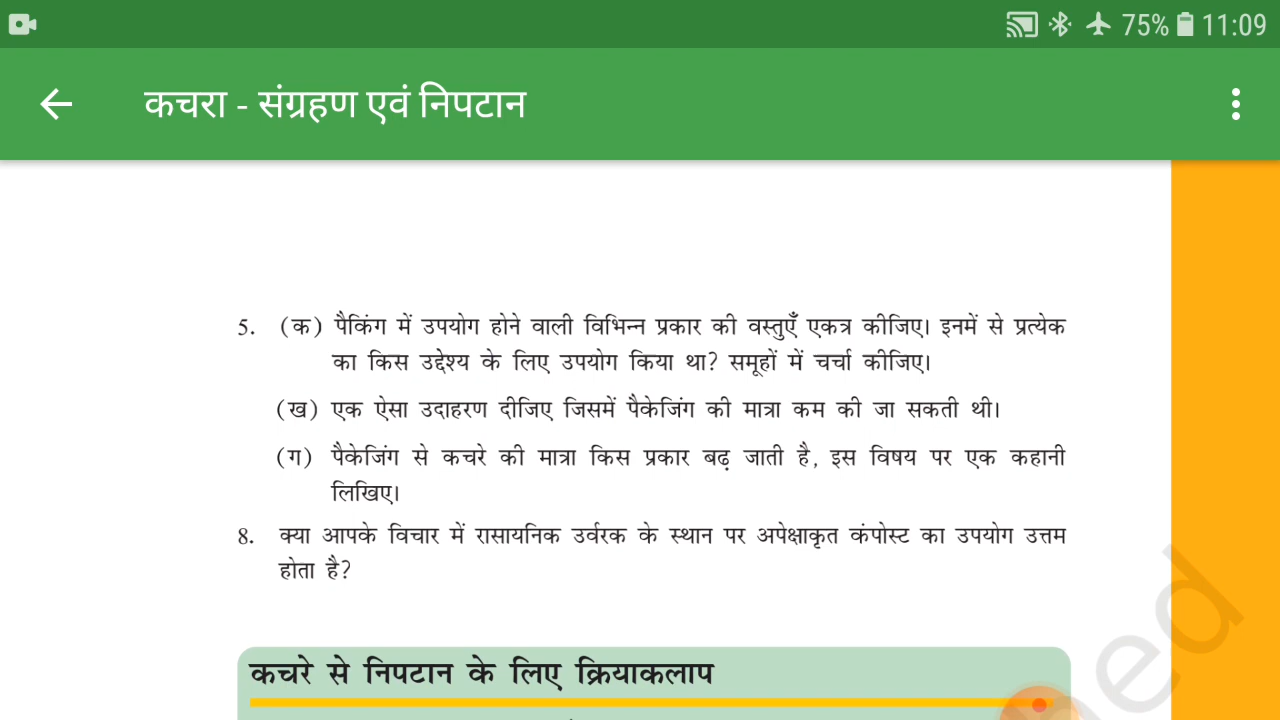 75% 11:09
कचरा - संग्रहण एवं निपटान
5. (क) पैकिंग में उपयोग होने वाली विभिन्न प्रकार की वस्तुएँ एकत्र कीजिए। इनमें से प्रत्येक
का किस उद्देश्य के लिए उपयोग किया था? समूहों में चर्चा कीजिए।
(ख) एक ऐसा उदाहरण दीजिए जिसमें पैकेजिंग की मात्रा कम की जा सकती थी।
(ग) पैकेजिंग से कचरे की मात्रा किस प्रकार बढ़ जाती है, इस विषय पर एक कहानी
लिखिए।
8. क्या आपके विचार में रासायनिक उर्वरक के स्थान पर अपेक्षाकृत कंपोस्ट का उपयोग उत्तम
होता है?
कचरे से निपटान के लिए क्रियाकलाप